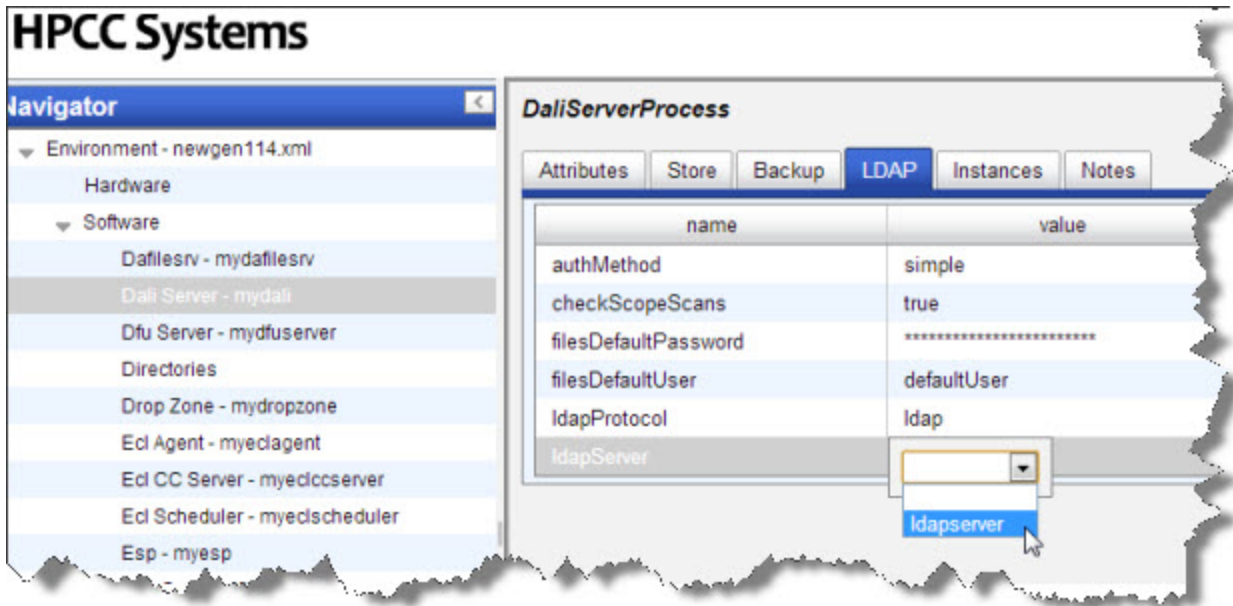 HPCC Systems
Navigator
Environment - newgen114.xml
Hardware
Software
Dafilesrv - mydafilesrv
Dali Server - mydali
Dfu Server - mydfuserver
Directories
Drop Zone - mydropzone
Ecl Agent - myeclagent
Ecl CC Server - myeclccserver
Ecl Scheduler - myeclscheduler
Esp - myesp
DaliServerProcess
Attributes Store Backup LDAP Instances Notes
name value
authMethod simple
checkScopeScans true
filesDefaultPassword ************************
filesDefaultUser defaultUser
ldapProtocol ldap
ldapServer
ldapserver